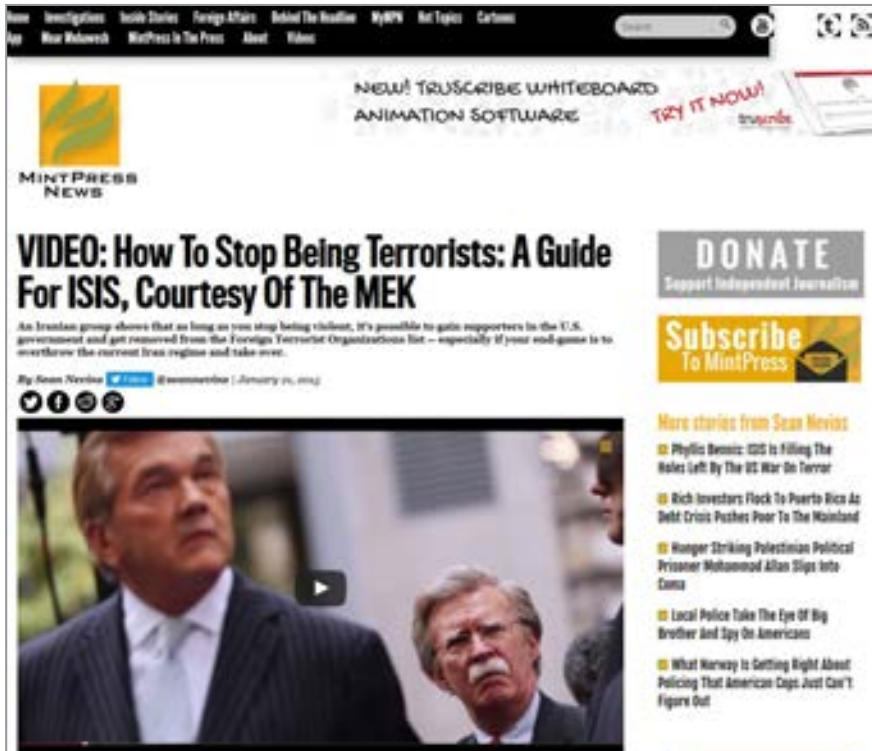 Home Investigations Inside Stories Foreign Affairs Behind The Headline MyMPN Hot Topics Cartoons
App Mnar Muhawesh MintPress In The Press About Videos
Search
NEW! TRUSCRIBE WHITEBOARD
ANIMATION SOFTWARE
TRY IT NOW!
truscribe
MINTPRESS
NEWS
VIDEO: How To Stop Being Terrorists: A Guide
For ISIS, Courtesy Of The MEK
An Iranian group shows that as long as you stop being violent, it's possible to gain supporters in the U.S.
government and get removed from the Foreign Terrorist Organizations list – especially if your end-game is to
overthrow the current Iran regime and take over.
By Sean Nevins Follow @seannevins | January 21,
DONATE
Support Independent Journalism
Subscribe
To MintPress
More stories from Sean Nevins
Phyllis Bennis: ISIS Is Filling The
Holes Left By The US War On Terror
Rich Investors Flock To Puerto Rico As
Debt Crisis Pushes Poor To The Mainland
Hunger Striking Palestinian Political
Prisoner Mohammad Allan Slips Into
Coma
Local Police Take The Eye Of Big
Brother And Spy On Americans
What Norway Is Getting Right About
Policing That American Cops Just Can't
Figure Out